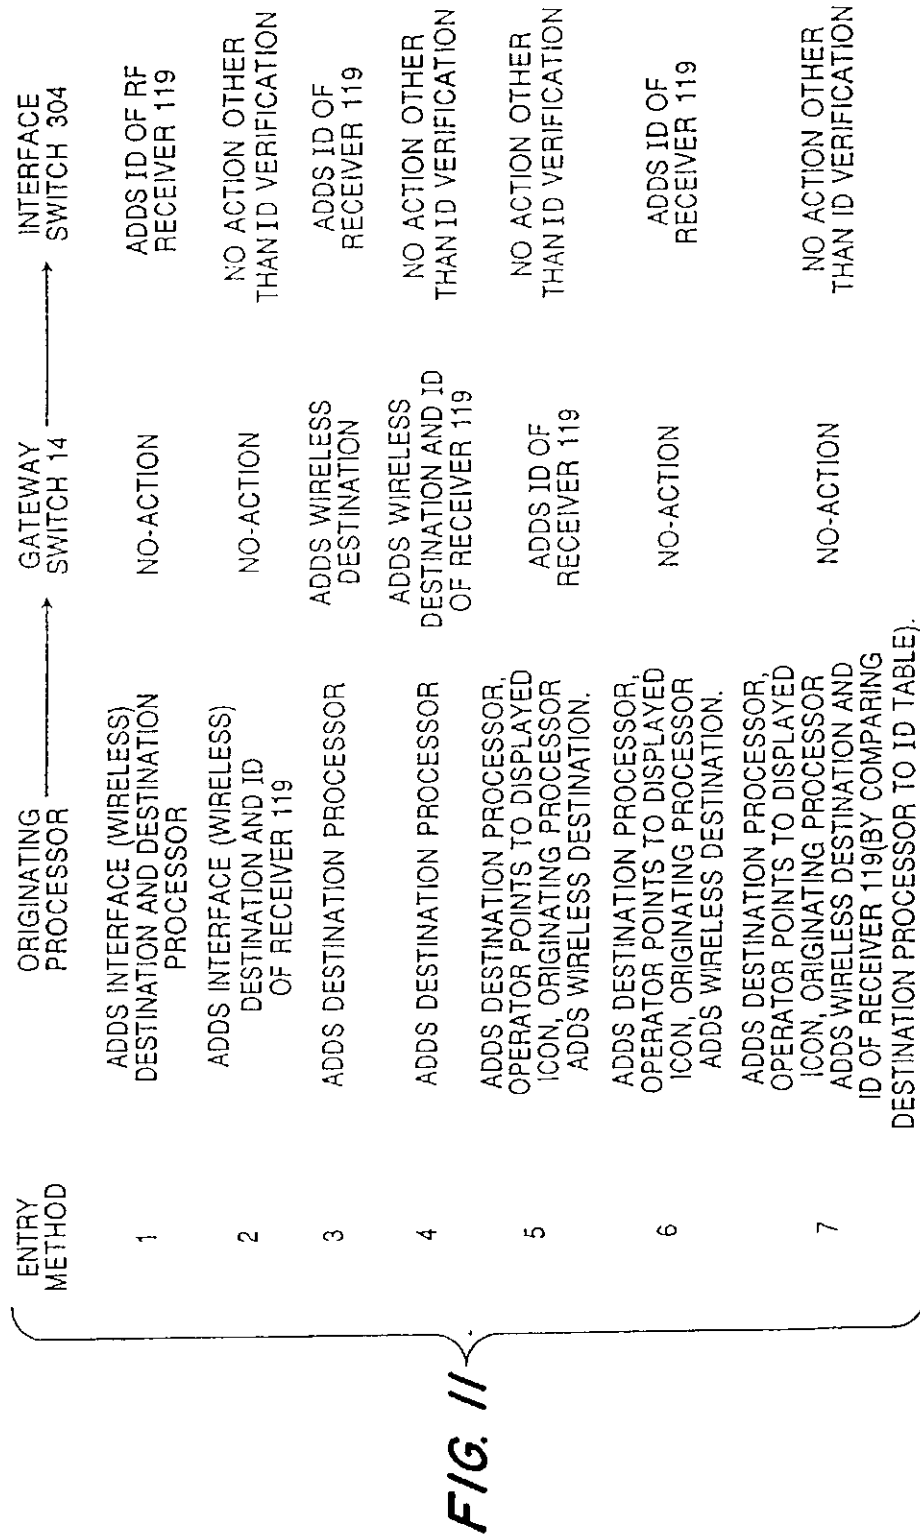 FIG. 11
ENTRY
METHOD
ORIGINATING
PROCESSOR
GATEWAY
SWITCH 14
INTERFACE
SWITCH 304
1
ADDS INTERFACE (WIRELESS)
DESTINATION AND DESTINATION
PROCESSOR
NO-ACTION
ADDS ID OF RF
RECEIVER 119
2
ADDS INTERFACE (WIRELESS)
DESTINATION AND ID
OF RECEIVER 119
NO-ACTION
NO ACTION OTHER
THAN ID VERIFICATION
3
ADDS DESTINATION PROCESSOR
ADDS WIRELESS
DESTINATION
ADDS ID OF
RECEIVER 119
4
ADDS DESTINATION PROCESSOR
ADDS WIRELESS
DESTINATION AND ID
OF RECEIVER 119
NO ACTION OTHER
THAN ID VERIFICATION
5
ADDS DESTINATION PROCESSOR,
OPERATOR POINTS TO DISPLAYED
ICON, ORIGINATING PROCESSOR
ADDS WIRELESS DESTINATION.
ADDS ID OF
RECEIVER 119
NO ACTION OTHER
THAN ID VERIFICATION
6
ADDS DESTINATION PROCESSOR,
OPERATOR POINTS TO DISPLAYED
ICON, ORIGINATING PROCESSOR
ADDS WIRELESS DESTINATION.
NO-ACTION
ADDS ID OF
RECEIVER 119
7
ADDS DESTINATION PROCESSOR,
OPERATOR POINTS TO DISPLAYED
ICON, ORIGINATING PROCESSOR
ADDS WIRELESS DESTINATION AND
ID OF RECEIVER 119(BY COMPARING
DESTINATION PROCESSOR TO ID TABLE).
NO-ACTION
NO ACTION OTHER
THAN ID VERIFICATION